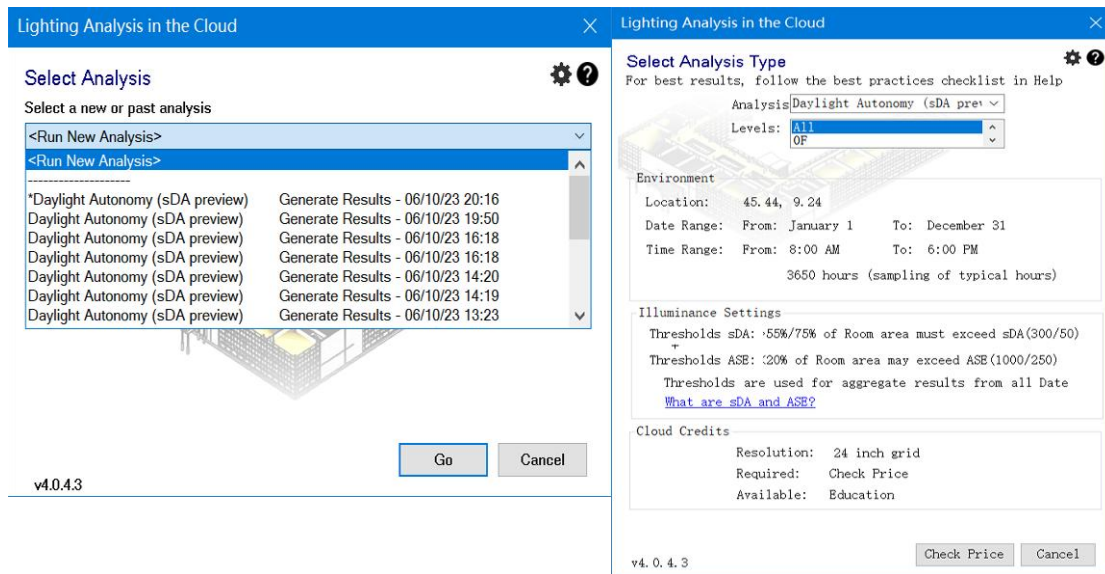 Lighting Analysis in the Cloud
Select Analysis
Select a new or past analysis
<Run New Analysis>
<Run New Analysis>
--------------------
*Daylight Autonomy (sDA preview) Generate Results - 06/10/23 20:16
Daylight Autonomy (sDA preview) Generate Results - 06/10/23 19:50
Daylight Autonomy (sDA preview) Generate Results - 06/10/23 16:18
Daylight Autonomy (sDA preview) Generate Results - 06/10/23 16:18
Daylight Autonomy (sDA preview) Generate Results - 06/10/23 14:20
Daylight Autonomy (sDA preview) Generate Results - 06/10/23 14:19
Daylight Autonomy (sDA preview) Generate Results - 06/10/23 13:23
Go Cancel
v4.0.4.3
Lighting Analysis in the Cloud
Select Analysis Type
For best results, follow the best practices checklist in Help
Analysis Daylight Autonomy (sDA prev
Levels: All
0F
Environment
Location: 45.44, 9.24
Date Range: From: January 1 To: December 31
Time Range: From: 8:00 AM To: 6:00 PM
3650 hours (sampling of typical hours)
Illuminance Settings
Thresholds sDA: 55%/75% of Room area must exceed sDA(300/50)
+
Thresholds ASE: 20% of Room area may exceed ASE(1000/250)
Thresholds are used for aggregate results from all Date
What are sDA and ASE?
Cloud Credits
Resolution: 24 inch grid
Required: Check Price
Available: Education
Check Price Cancel
v4.0.4.3